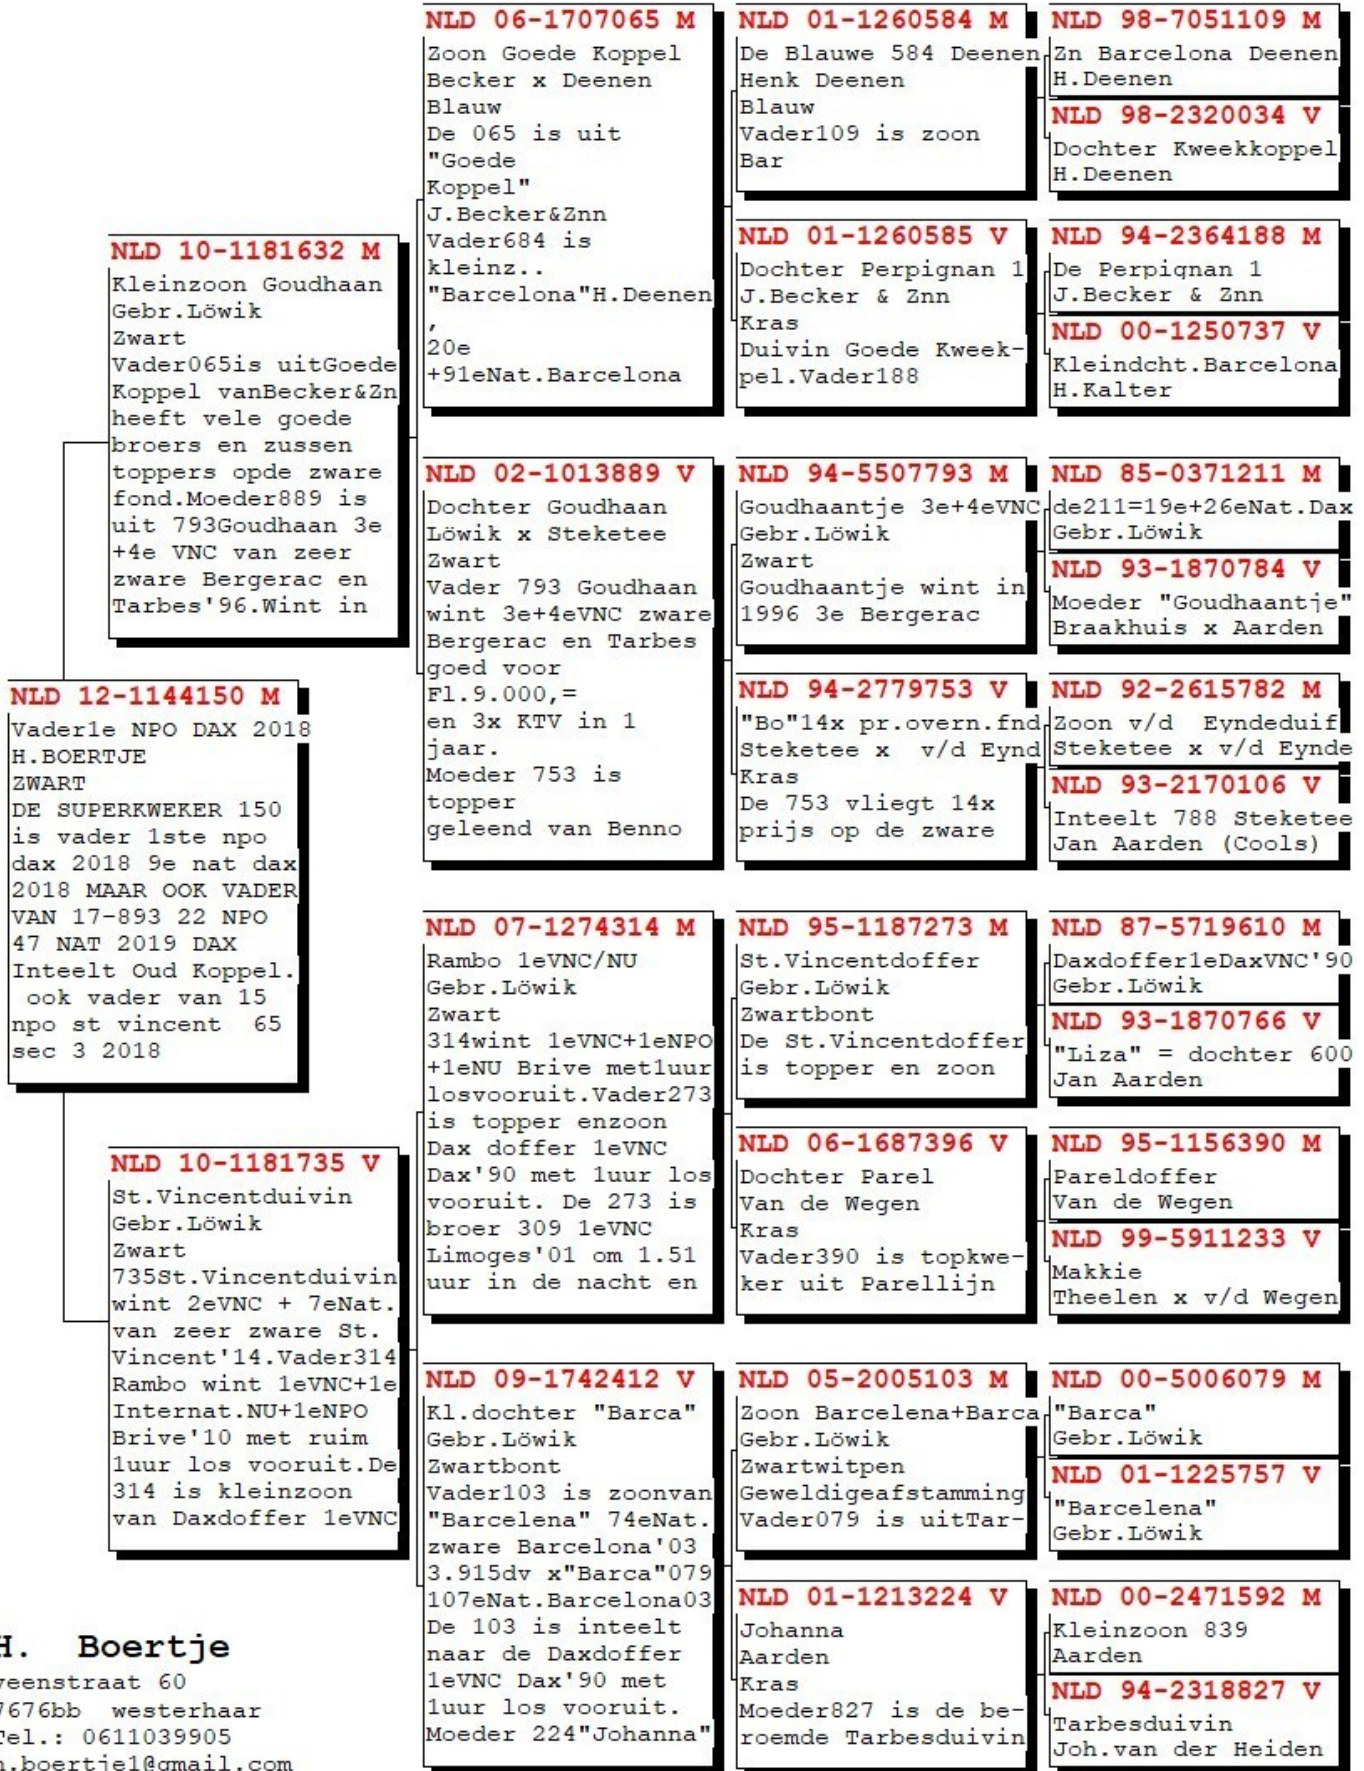 NLD 12-1144150 M
Vader1e NPO DAX 2018
H.BOERTJE
ZWART
DE SUPERKWEKER 150
is vader 1ste npo
dax 2018 9e nat dax
2018 MAAR OOK VADER
VAN 17-893 22 NPO
47 NAT 2019 DAX
Inteelt Oud Koppel.
ook vader van 15
npo st vincent 65
sec 3 2018
NLD 10-1181632 M
Kleinzoon Goudhaan
Gebr.Löwik
Zwart
Vader065is uitGoede
Koppel vanBecker&Zn
heeft vele goede
broers en zussen
toppers opde zware
fond.Moeder889 is
uit 793Goudhaan 3e
+4e VNC van zeer
zware Bergerac en
Tarbes'96.Wint in
NLD 10-1181735 V
St.Vincentduivin
Gebr.Löwik
Zwart
735St.Vincentduivin
wint 2eVNC + 7eNat.
van zeer zware St.
Vincent'14.Vader314
Rambo wint 1eVNC+1e
Internat.NU+1eNPO
Brive'10 met ruim
1uur los vooruit.De
314 is kleinzoon
van Daxdoffer 1eVNC
NLD 06-1707065 M
Zoon Goede Koppel
Becker x Deenen
Blauw
De 065 is uit
"Goede
Koppel"
J.Becker&Znn
Vader684 is
kleinz..
"Barcelona"H.Deenen
,
20e
+91eNat.Barcelona
NLD 02-1013889 V
Dochter Goudhaan
Löwik x Steketee
Zwart
Vader 793 Goudhaan
wint 3e+4eVNC zware
Bergerac en Tarbes
goed voor
Fl.9.000,=
en 3x KTV in 1
jaar.
Moeder 753 is
topper
geleend van Benno
NLD 07-1274314 M
Rambo 1eVNC/NU
Gebr.Löwik
Zwart
314wint 1eVNC+1eNPO
+1eNU Brive met1uur
losvooruit.Vader273
is topper enzoon
Dax doffer 1eVNC
Dax'90 met 1uur los
vooruit. De 273 is
broer 309 1eVNC
Limoges'01 om 1.51
uur in de nacht en
NLD 09-1742412 V
Kl.dochter "Barca"
Gebr.Löwik
Zwartbont
Vader103 is zoonvan
"Barcelena" 74eNat.
zware Barcelona'03
3.915dv x"Barca"079
107eNat.Barcelona03
De 103 is inteelt
naar de Daxdoffer
1eVNC Dax'90 met
1uur los vooruit.
Moeder 224"Johanna"
NLD 01-1260584 M
De Blauwe 584 Deenen
Henk Deenen
Blauw
Vader109 is zoon
Bar
NLD 01-1260585 V
Dochter Perpignan 1
J.Becker & Znn
Kras
Duivin Goede Kweek-
pel.Vader188
NLD 94-5507793 M
Goudhaantje 3e+4eVNC
Gebr.Löwik
Zwart
Goudhaantje wint in
1996 3e Bergerac
NLD 94-2779753 V
"Bo"14x pr.overn.fnd
Steketee x v/d Eynd
Kras
De 753 vliegt 14x
prijs op de zware
NLD 95-1187273 M
St.Vincentdoffer
Gebr.Löwik
Zwartbont
De St.Vincentdoffer
is topper en zoon
NLD 06-1687396 V
Dochter Parel
Van de Wegen
Kras
Vader390 is topkwe-
ker uit Parellijn
NLD 05-2005103 M
Zoon Barcelena+Barca
Gebr.Löwik
Zwartwitpen
Geweldigeafstamming
Vader079 is uitTar-
NLD 01-1213224 V
Johanna
Aarden
Kras
Moeder827 is de be-
roemde Tarbesduivin
NLD 98-7051109 M
Zn Barcelona Deenen
H.Deenen
NLD 98-2320034 V
Dochter Kweekkoppel
H.Deenen
NLD 94-2364188 M
De Perpignan 1
J.Becker & Znn
NLD 00-1250737 V
Kleindcht.Barcelona
H.Kalter
NLD 85-0371211 M
de211=19e+26eNat.Dax
Gebr.Löwik
NLD 93-1870784 V
Moeder "Goudhaantje"
Braakhuis x Aarden
NLD 92-2615782 M
Zoon v/d Eyndeduif
Steketee x v/d Eynde
NLD 93-2170106 V
Inteelt 788 Steketee
Jan Aarden (Cools)
NLD 87-5719610 M
Daxdoffer1eDaxVNC'90
Gebr.Löwik
NLD 93-1870766 V
"Liza" = dochter 600
Jan Aarden
NLD 95-1156390 M
Pareldoffer
Van de Wegen
NLD 99-5911233 V
Makkie
Theelen x v/d Wegen
NLD 00-5006079 M
"Barca"
Gebr.Löwik
NLD 01-1225757 V
"Barcelena"
Gebr.Löwik
NLD 00-2471592 M
Kleinzoon 839
Aarden
NLD 94-2318827 V
Tarbesduivin
Joh.van der Heiden
H. Boertje
veenstraat 60
7676bb westerhaar
Tel.: 0611039905
h.boertje1@gmail.com